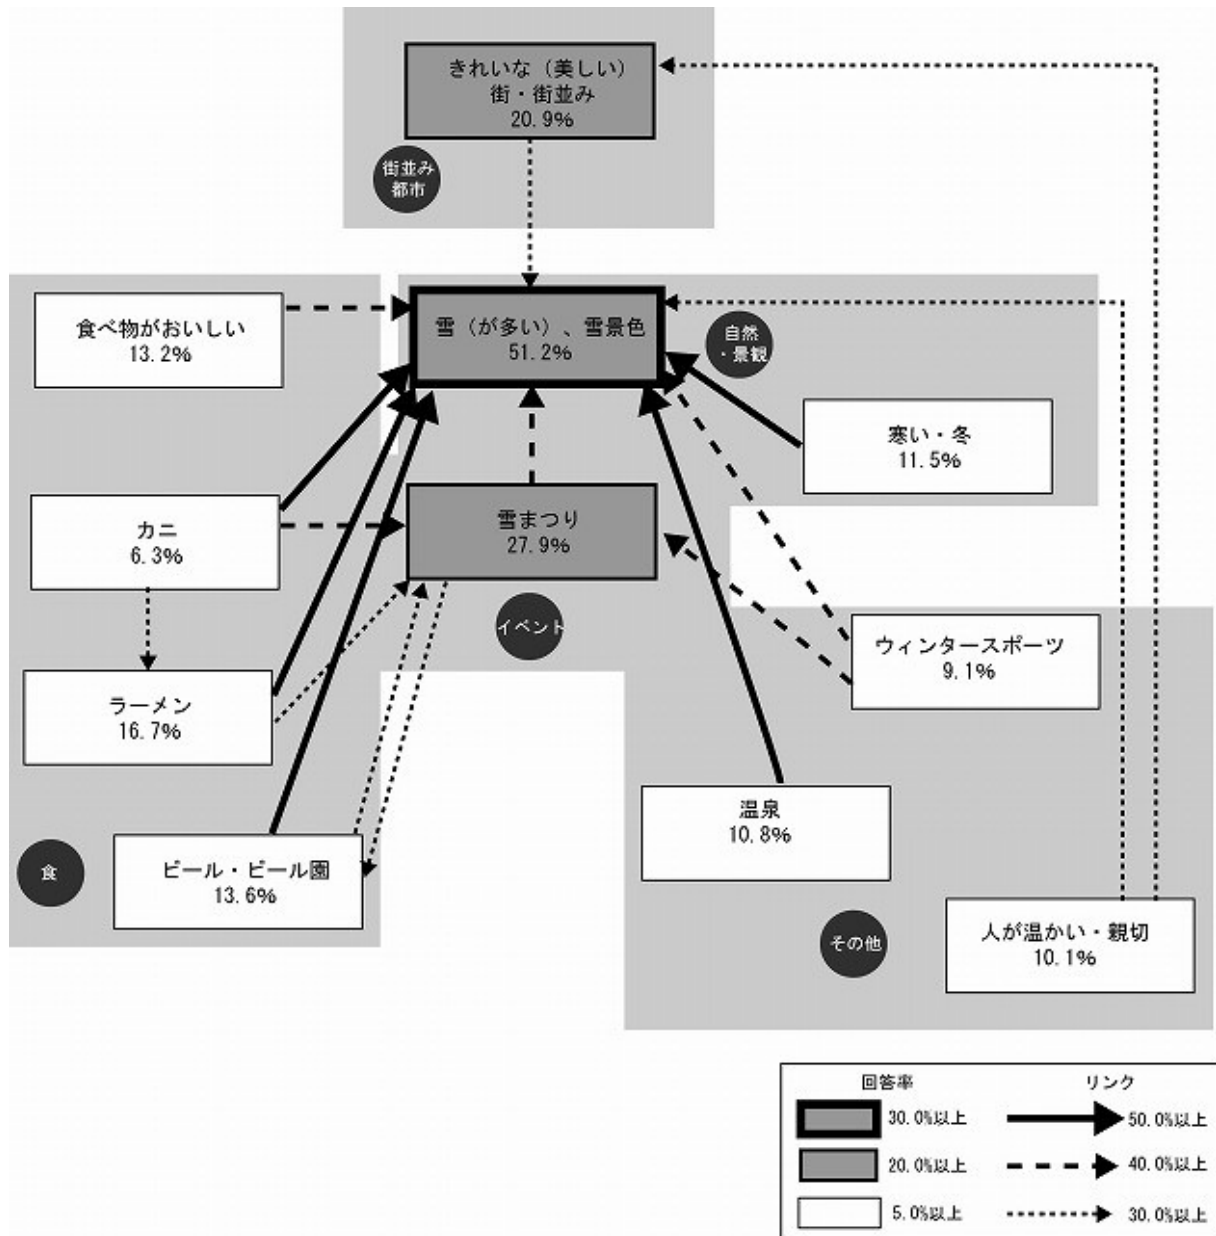 きれいな（美しい）
街・街並み
20.9%
街並み
都市
食べ物がおいしい
13.2%
雪（が多い）、雪景色
51.2%
自然
・景観
寒い・冬
11.5%
カニ
6.3%
雪まつり
27.9%
イベント
ウィンタースポーツ
9.1%
ラーメン
16.7%
温泉
10.8%
食
ビール・ビール園
13.6%
その他
人が温かい・親切
10.1%
回答率
リンク
30.0%以上
50.0%以上
20.0%以上
40.0%以上
5.0%以上
30.0%以上